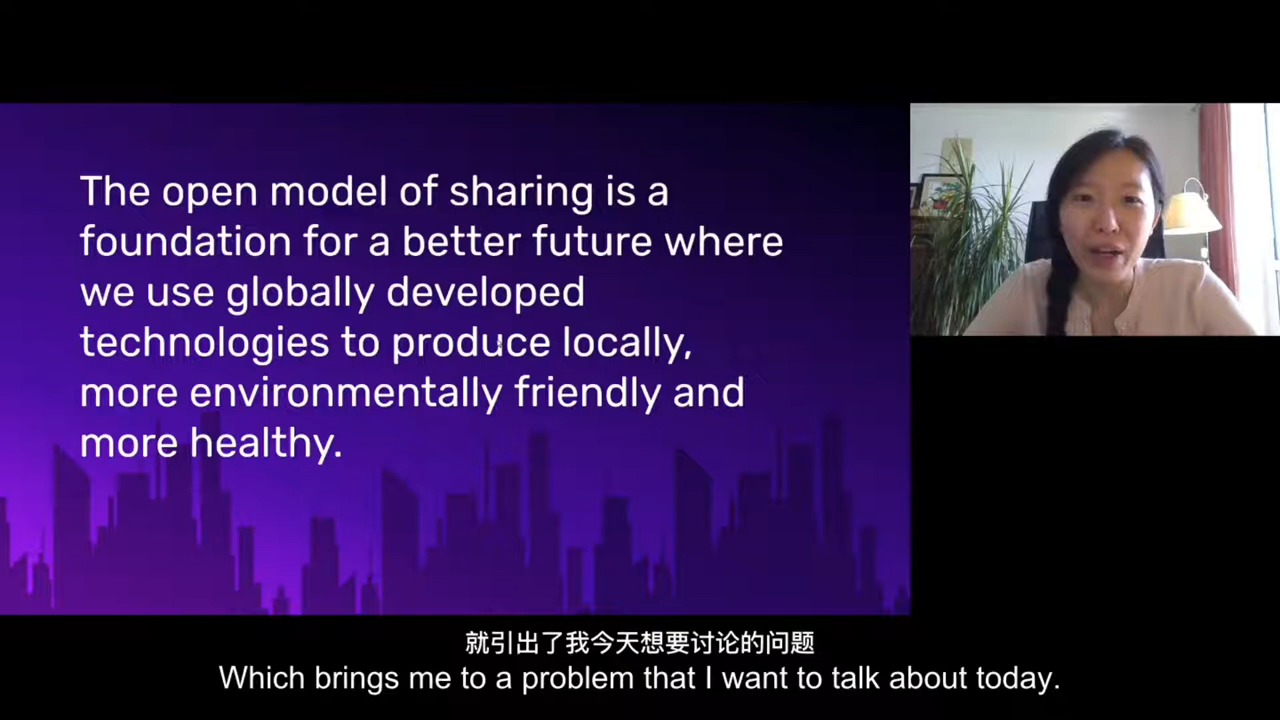 The open model of sharing is a
foundation for a better future where
we use globally developed
technologies to produce locally,
more environmentally friendly and
more healthy.
就引出了我今天想要讨论的问题
Which brings me to a problem that I want to talk about today.